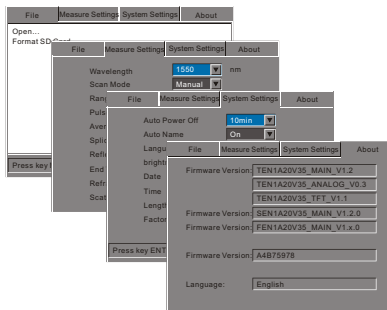 File Measure Settings System Settings About
Open...
Format SD Card
Press key
File Measure Settings System Settings About
Wavelength 1550 nm
Scan Mode Manual
Ran
Puls
Aver
Splic
Refle
End
Refr
Scat
File Measure Settings System Settings About
Auto Power Off 10min
Auto Name On
Langu
bright
Date
Time
Length
Factor
Press key ENT
File Measure Settings System Settings About
Firmware Version: TEN1A20V35_MAIN_V1.2
TEN1A20V35_ANALOG_V0.3
TEN1A20V35_TFT_V1.1
Firmware Version: SEN1A20V35_MAIN_V1.2.0
Firmware Version: FEN1A20V35_MAIN_V1.x.0
Firmware Version: A4B75978
Language: English